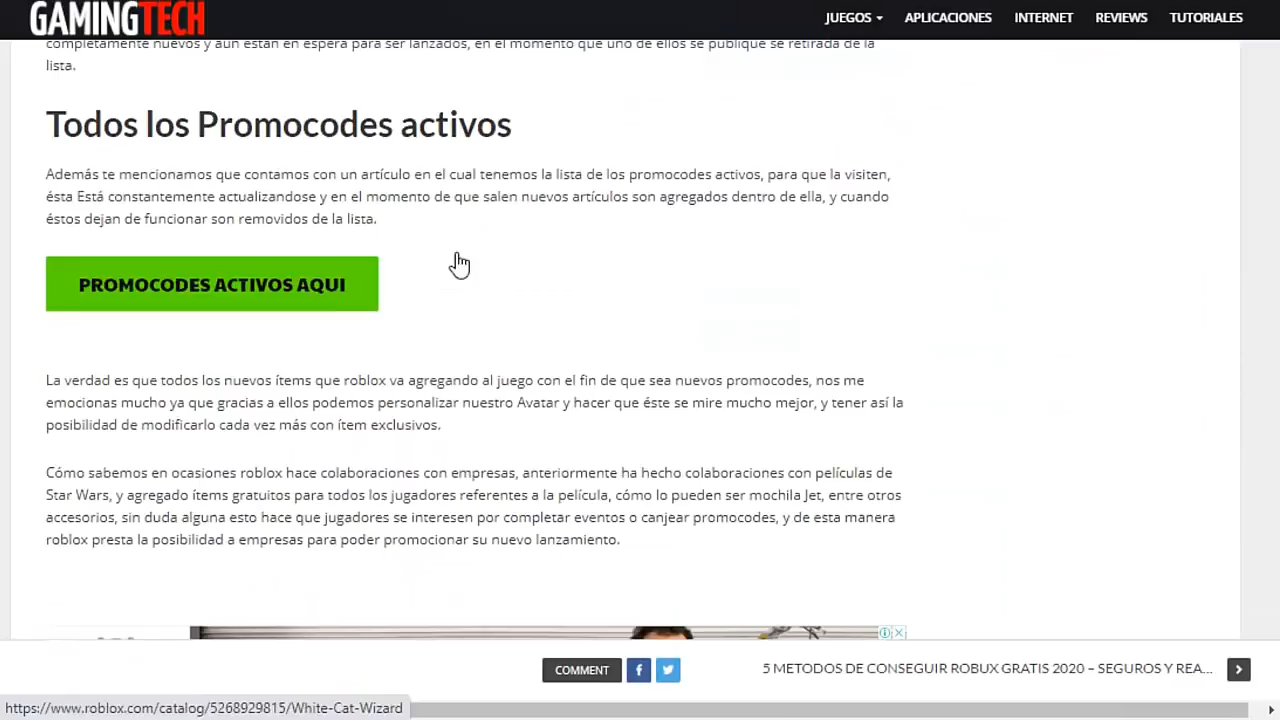 GAMINGTECH
JUEGOS
APLICACIONES
INTERNET
REVIEWS
TUTORIALES
completamente nuevos y aun están en espera para ser lanzados, en el momento que uno de ellos se publique se retirada de la
lista.
Todos los Promocodes activos
Además te mencionamos que contamos con un artículo en el cual tenemos la lista de los promocodes activos, para que la visiten,
ésta Está constantemente actualizandose y en el momento de que salen nuevos artículos son agregados dentro de ella, y cuando
éstos dejan de funcionar son removidos de la lista.
PROMOCODES ACTIVOS AQUI
La verdad es que todos los nuevos ítems que roblox va agregando al juego con el fin de que sea nuevos promocodes, nos me
emocionas mucho ya que gracias a ellos podemos personalizar nuestro Avatar y hacer que éste se mire mucho mejor, y tener así la
posibilidad de modificarlo cada vez más con ítem exclusivos.
Cómo sabemos en ocasiones roblox hace colaboraciones con empresas, anteriormente ha hecho colaboraciones con películas de
Star Wars, y agregado ítems gratuitos para todos los jugadores referentes a la película, cómo lo pueden ser mochila Jet, entre otros
accesorios, sin duda alguna esto hace que jugadores se interesen por completar eventos o canjear promocodes, y de esta manera
roblox presta la posibilidad a empresas para poder promocionar su nuevo lanzamiento.
COMMENT
5 METODOS DE CONSEGUIR ROBUX GRATIS 2020 – SEGUROS Y REA...
https://www.roblox.com/catalog/5268929815/White-Cat-Wizard